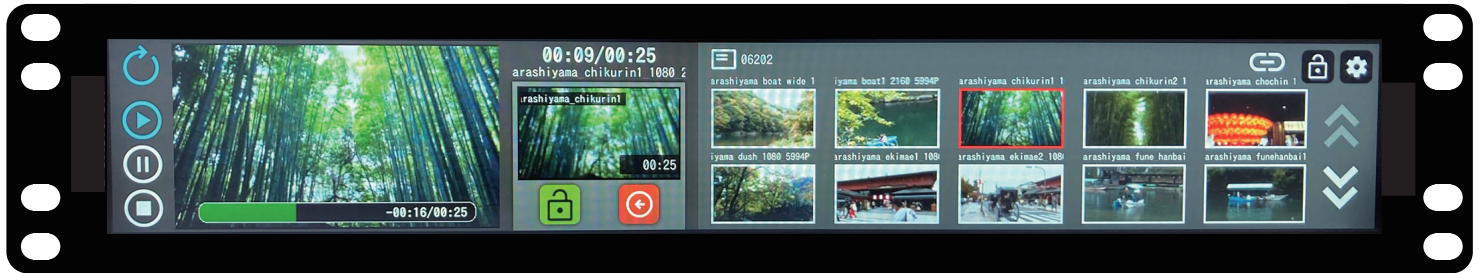 00:09/00:25
arashiyama chikurin1 1080 2
arashiyama_chikurin1
00:25
-00:16/00:25
06202
arashiyama boat wide 1
iyama boat1 2160 5994P
arashiyama chikurin1 1
arashiyama chikurin2 1
arashiyama chochin 1
iyama dush 1080 5994P
arashiyama ekimae1 108
arashiyama ekimae2 108
arashiyama fune hanbai
arashiyama funehanbai1